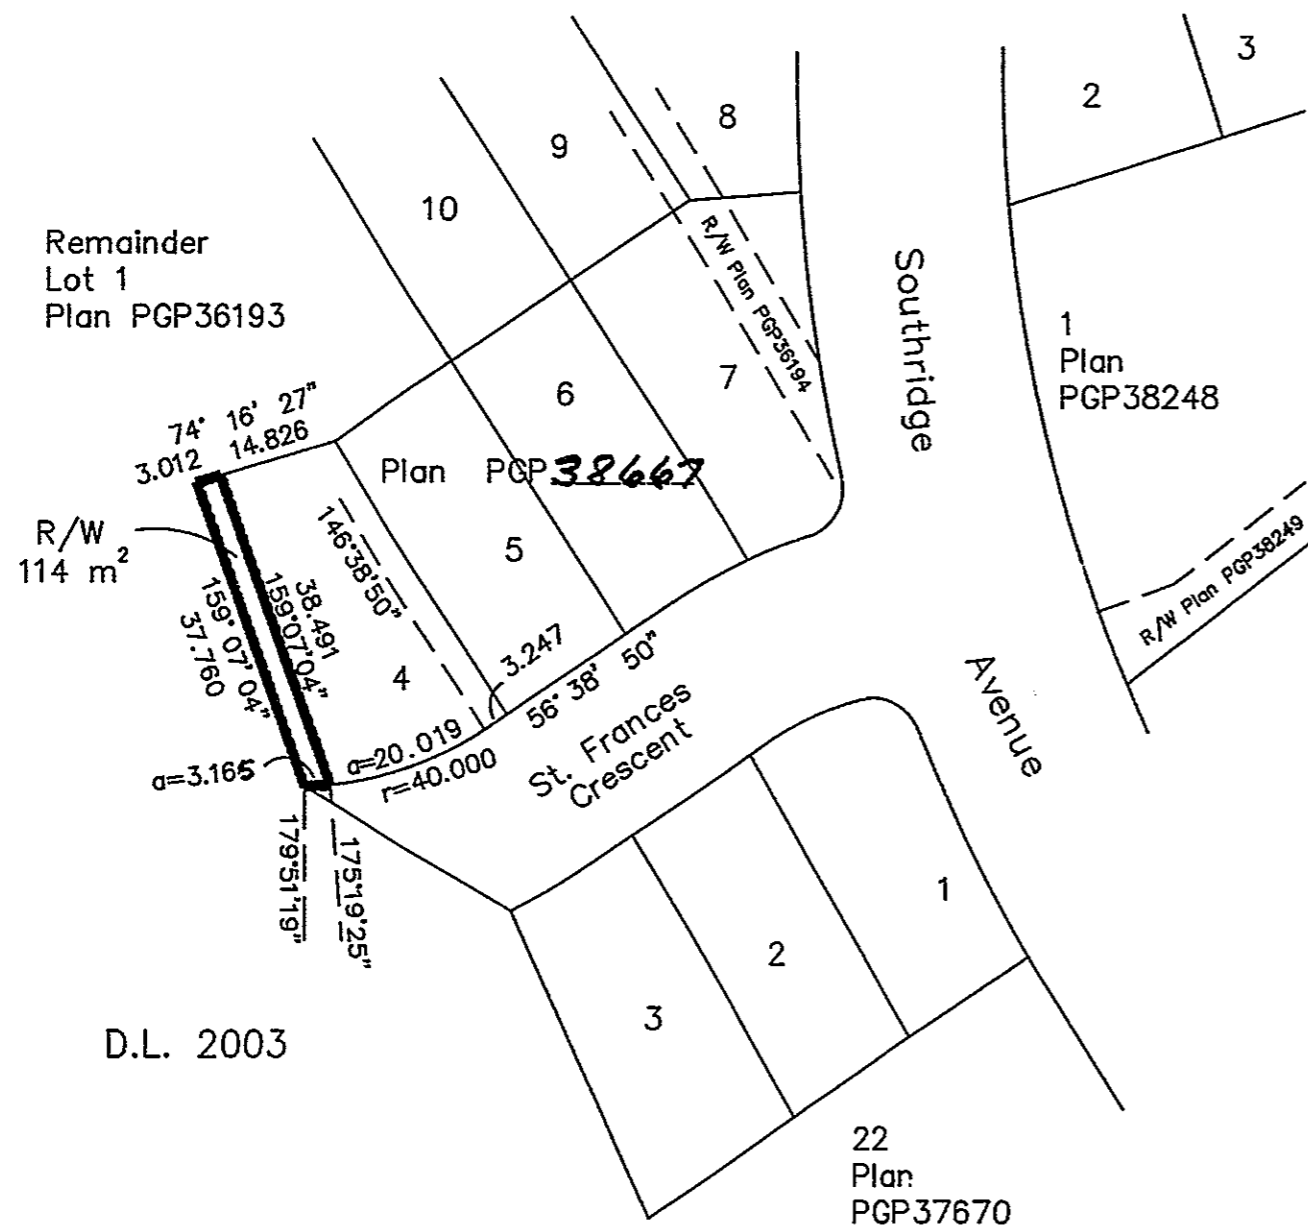 3
2
8
9
10
Remainder
Lot 1
Plan PGP36193
R/W Plan PGP36194
Southridge
1
Plan
PGP38248
7
6
74° 16' 27"
3.012 14.826
Plan PGP 38667
R/W
114 m²
146°38'50"
5
R/W Plan PGP38249
38.491
159°07'04"
159° 07' 04"
37.760
4
3.247
56° 38' 50"
Avenue
St. Frances
Crescent
a=20.019
r=40.000
a=3.165
179°51'19"
175°19'25"
1
2
3
D.L. 2003
22
Plan
PGP37670